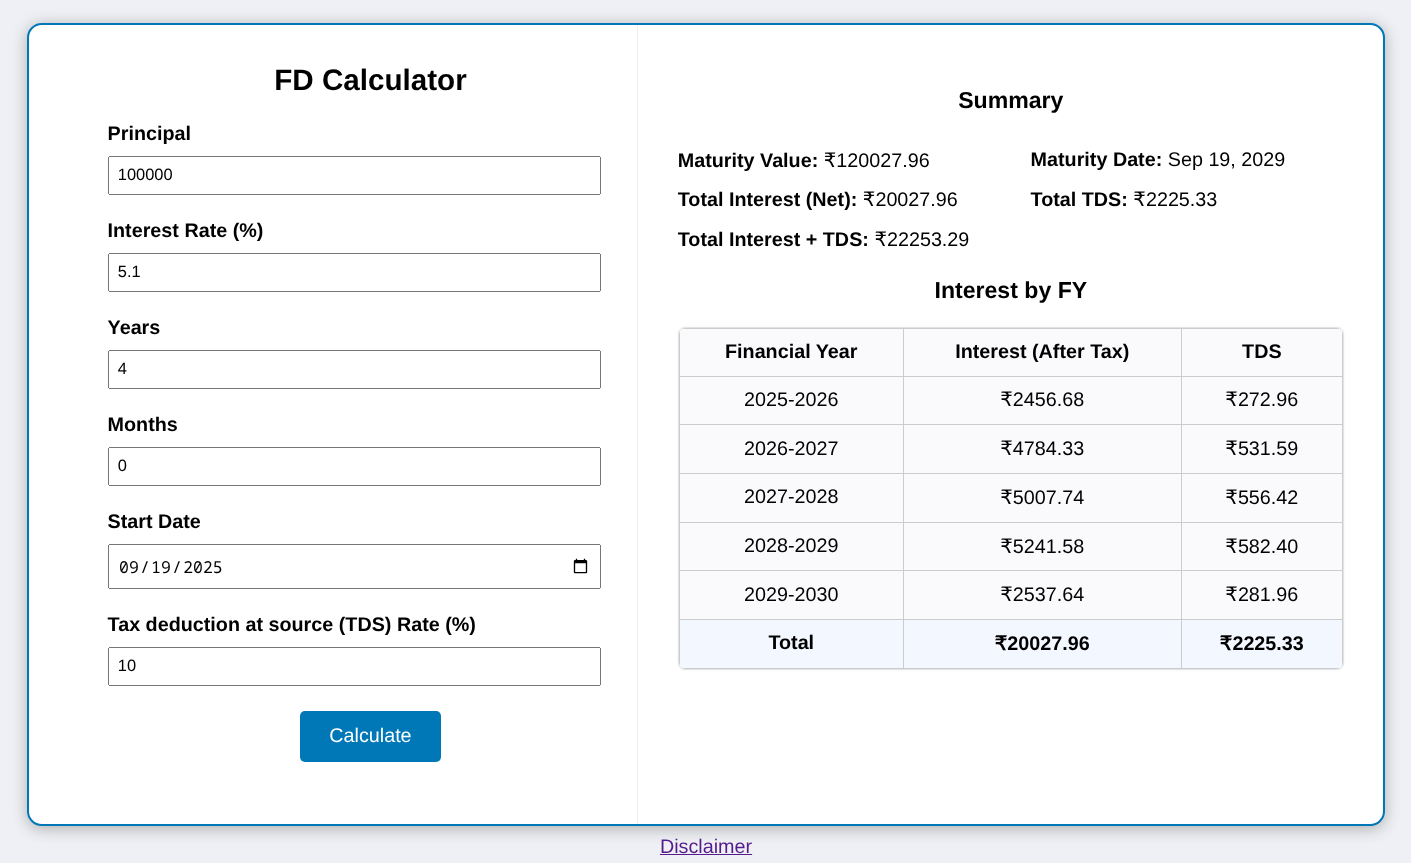 FD Calculator
Principal
100000
Interest Rate (%)
5.1
Years
4
Months
0
Start Date
09/19/2025
Tax deduction at source (TDS) Rate (%)
10
Calculate
Summary
Maturity Value: ₹120027.96 Maturity Date: Sep 19, 2029
Total Interest (Net): ₹20027.96 Total TDS: ₹2225.33
Total Interest + TDS: ₹22253.29
Interest by FY
Financial Year Interest (After Tax) TDS
2025-2026 ₹2456.68 ₹272.96
2026-2027 ₹4784.33 ₹531.59
2027-2028 ₹5007.74 ₹556.42
2028-2029 ₹5241.58 ₹582.40
2029-2030 ₹2537.64 ₹281.96
Total ₹20027.96 ₹2225.33
Disclaimer